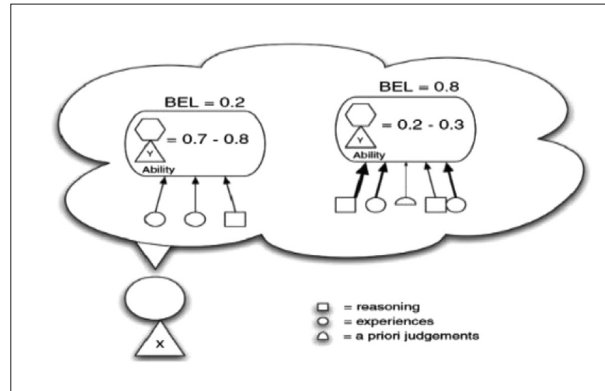 BEL = 0.2
BEL = 0.8
= 0.7 - 0.8
Y
Ability
= 0.2 - 0.3
Y
Ability
X
= reasoning
= experiences
= a priori judgements